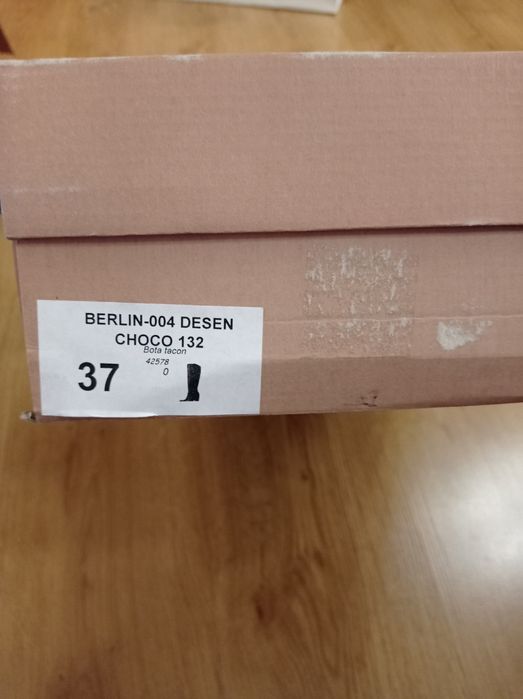 BERLIN-004 DESEN
CHOCO 132
Bota tacon
42578
0
37